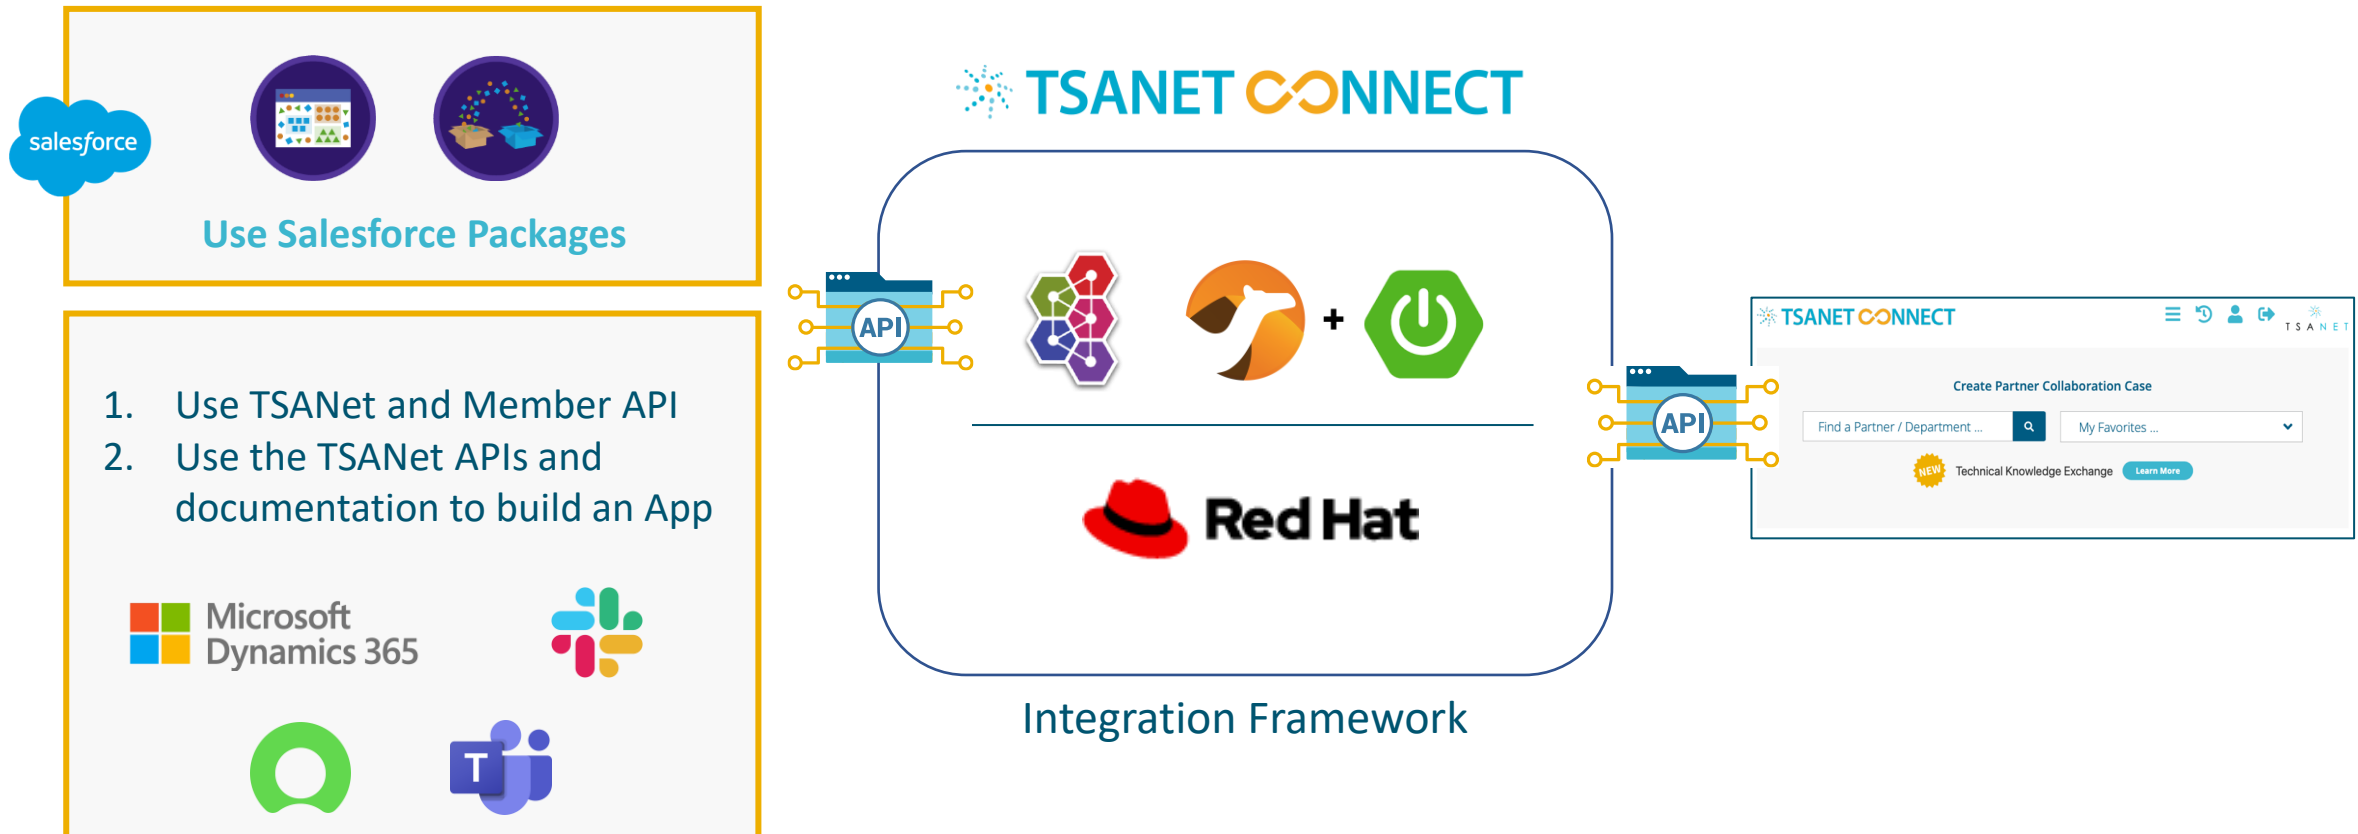 salesforce
Use Salesforce Packages
1. Use TSANet and Member API
2. Use the TSANet APIs and
documentation to build an App
Microsoft
Dynamics 365
T
TSANET CONNECT
API
+
Red Hat
Integration Framework
API
TSANET CONNECT
TSANET
Create Partner Collaboration Case
Find a Partner / Department ...
My Favorites ...
NEW
Technical Knowledge Exchange
Learn More